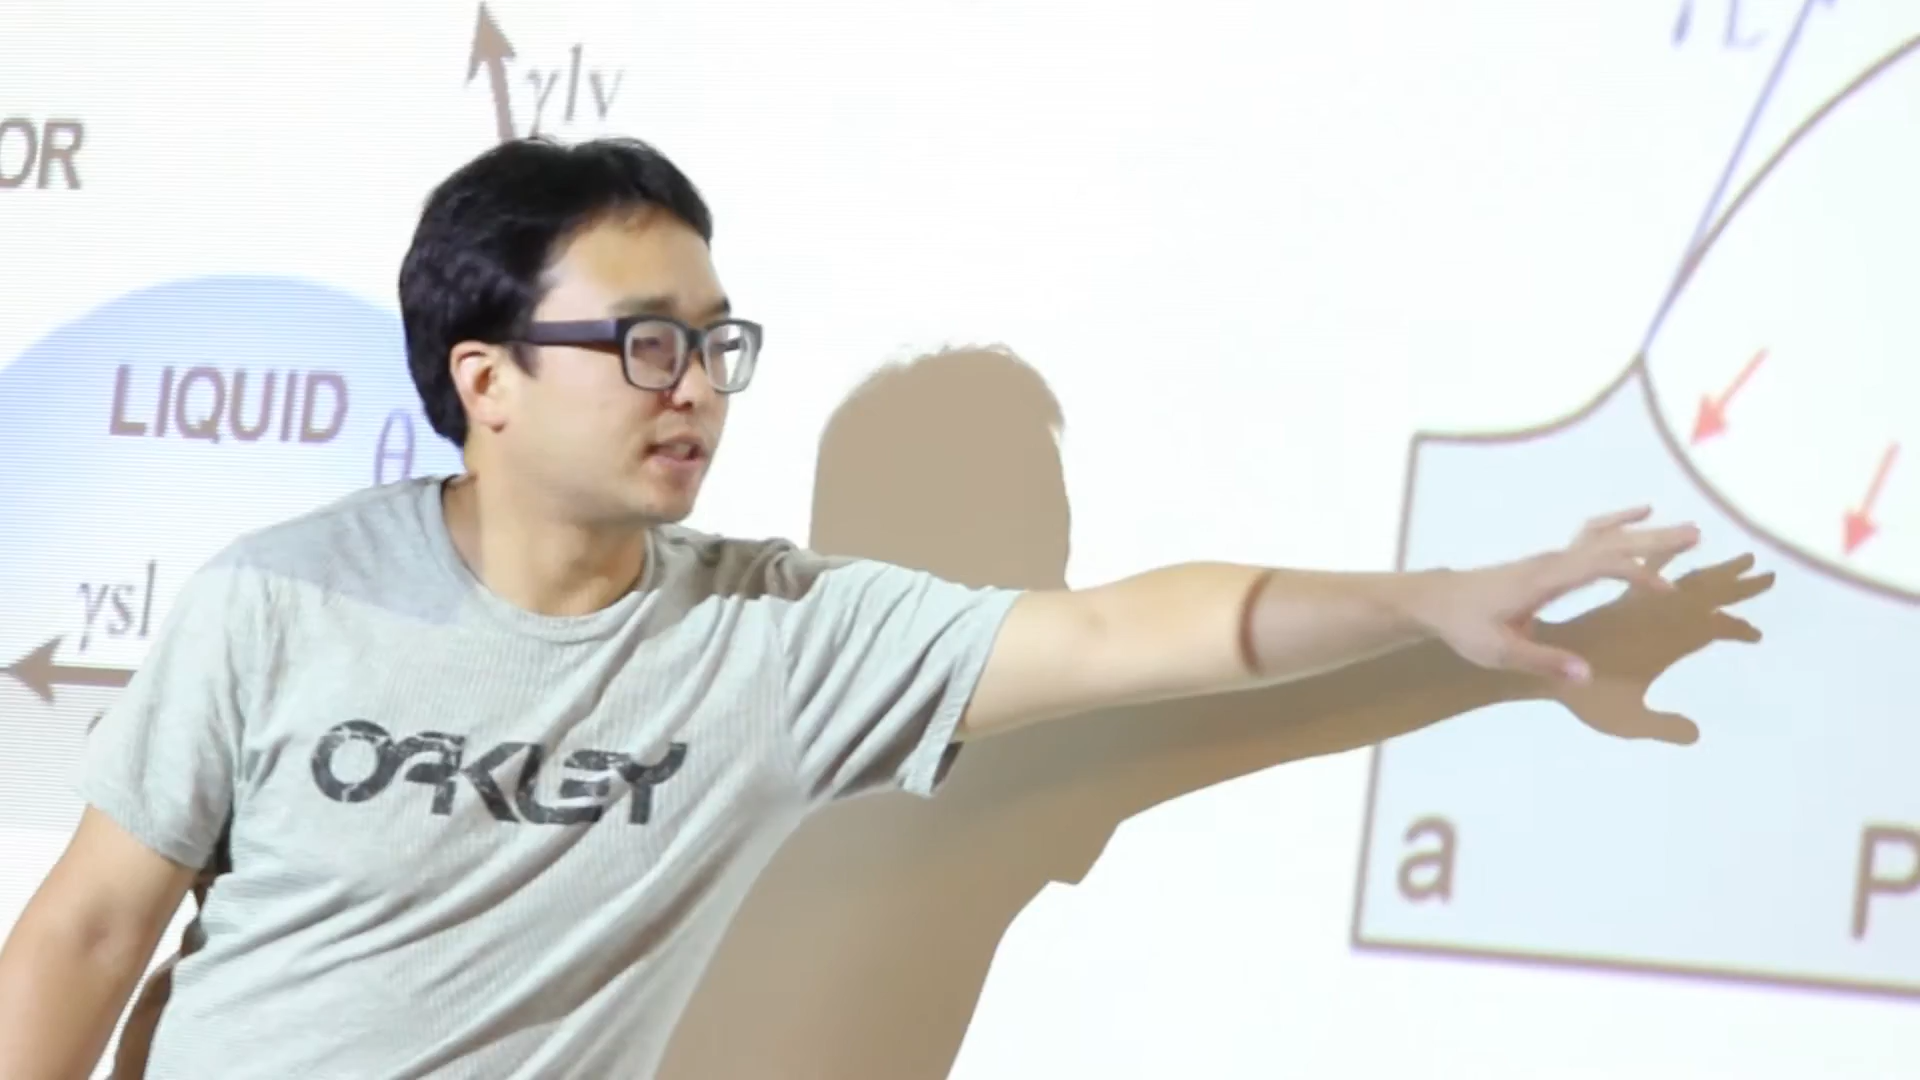 γlv
OR
LIQUID
θ
γsl
OAKLEY
a
P